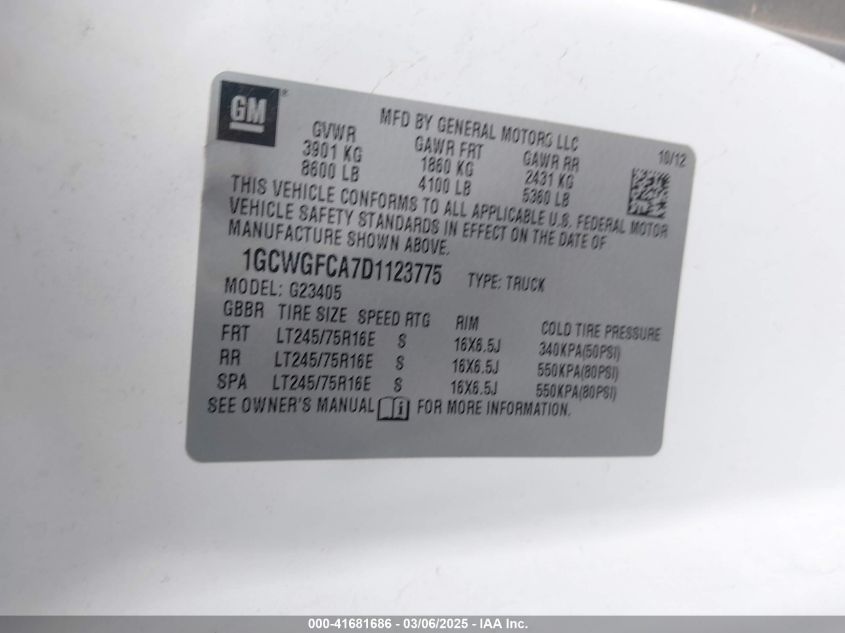 GM ®
MFD BY GENERAL MOTORS LLC
10/12
GVWR GAWR FRT GAWR RR
3901 KG 1860 KG 2431 KG
8600 LB 4100 LB 5360 LB
THIS VEHICLE CONFORMS TO ALL APPLICABLE U.S. FEDERAL MOTOR
VEHICLE SAFETY STANDARDS IN EFFECT ON THE DATE OF
MANUFACTURE SHOWN ABOVE.
1GCWGFCA7D1123775 TYPE: TRUCK
MODEL: G23405
GBBR TIRE SIZE SPEED RTG RIM COLD TIRE PRESSURE
FRT LT245/75R16E S 16X6.5J 340KPA(50PSI)
RR LT245/75R16E S 16X6.5J 550KPA(80PSI)
SPA LT245/75R16E S 16X6.5J 550KPA(80PSI)
SEE OWNER'S MANUAL i FOR MORE INFORMATION.
000-41681686 - 03/06/2025 - IAA Inc.